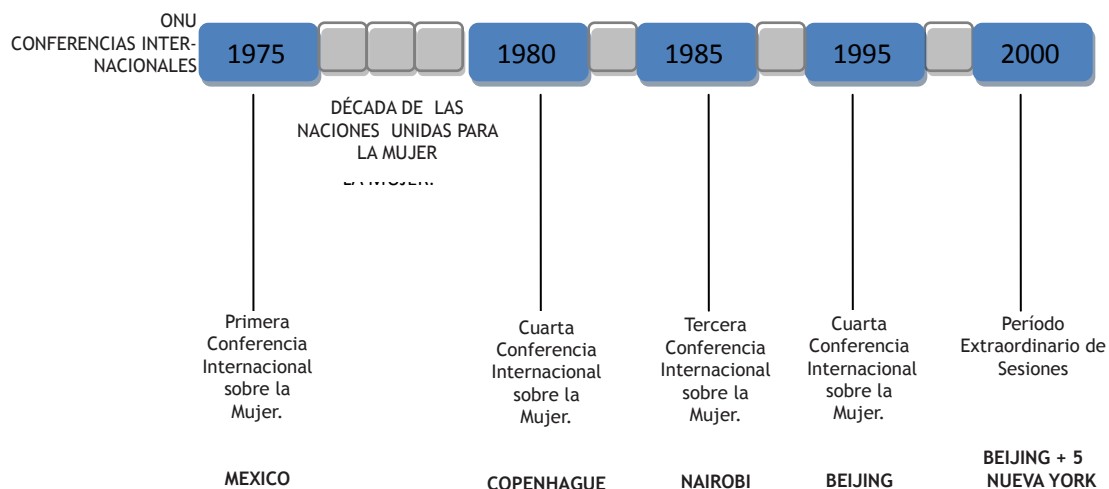 ONU
CONFERENCIAS INTER-
NACIONALES
1975
1980
1985
1995
2000
DÉCADA DE LAS
NACIONES UNIDAS PARA
LA MUJER
LA MUJER.
Primera
Conferencia
Internacional
sobre la
Mujer.
MEXICO
Cuarta
Conferencia
Internacional
sobre la
Mujer.
COPENHAGUE
Tercera
Conferencia
Internacional
sobre la
Mujer.
NAIROBI
Cuarta
Conferencia
Internacional
sobre la
Mujer.
BEIJING
Período
Extraordinario de
Sesiones
BEIJING + 5
NUEVA YORK